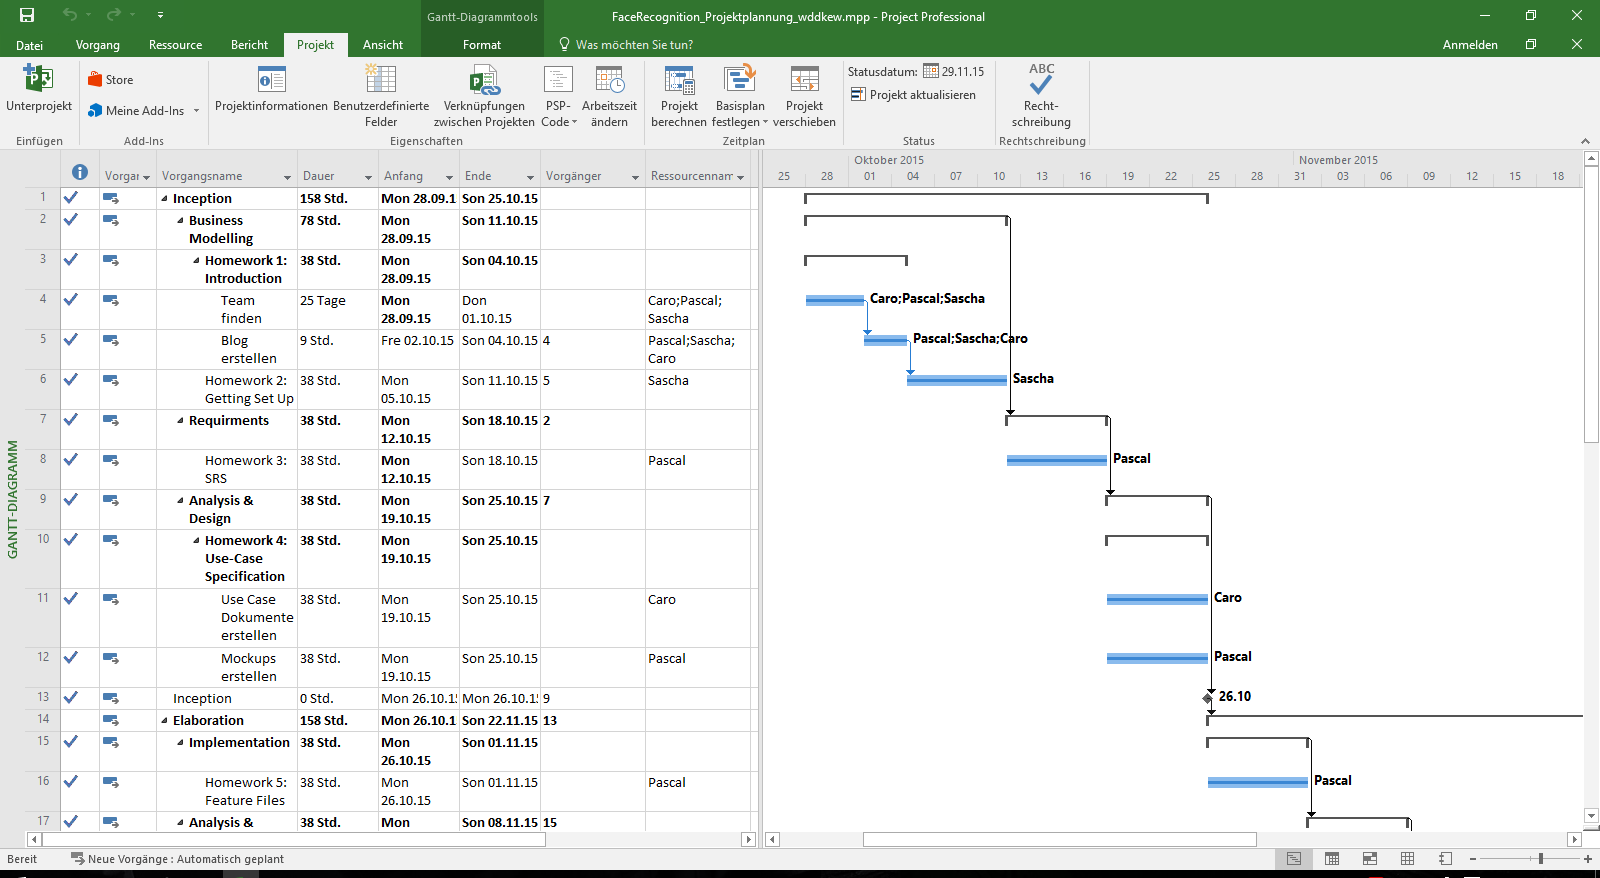 Gantt-Diagrammtools
FaceRecognition_Projektplannung_wddkew.mpp - Project Professional
Datei Vorgang Ressource Bericht Projekt Ansicht Format Was möchten Sie tun? Anmelden
Unterprojekt
Store
Meine Add-Ins
Projektinformationen
Benutzerdefinierte
Felder
Verknüpfungen
zwischen Projekten
PSP-
Code
Arbeitszeit
ändern
Projekt
berechnen
Basisplan
festlegen
Projekt
verschieben
Statusdatum: 29.11.15
Projekt aktualisieren
ABC
Recht-
schreibung
Einfügen Add-Ins Eigenschaften Zeitplan Status Rechtschreibung
Oktober 2015 November 2015
Vorgar Vorgangsname Dauer Anfang Ende Vorgänger Ressourcennam
25 28 01 04 07 10 13 16 19 22 25 28 31 03 06 09 12 15 18
GANTT-DIAGRAMM
1 Inception 158 Std. Mon 28.09.1 Son 25.10.15
2 Business 78 Std. Mon Son 11.10.15
Modelling 28.09.15
3 Homework 1: 38 Std. Mon Son 04.10.15
Introduction 28.09.15
4 Team 25 Tage Mon Don Caro;Pascal; Caro;Pascal;Sascha
finden 28.09.15 01.10.15 Sascha
5 Blog 9 Std. Fre 02.10.15 Son 04.10.15 4 Pascal;Sascha; Pascal;Sascha;Caro
erstellen Caro
6 Homework 2: 38 Std. Mon Son 11.10.15 5 Sascha Sascha
Getting Set Up 05.10.15
7 Requirments 38 Std. Mon Son 18.10.15 2
12.10.15
8 Homework 3: 38 Std. Mon Son 18.10.15 Pascal Pascal
SRS 12.10.15
9 Analysis & 38 Std. Mon Son 25.10.15 7
Design 19.10.15
10 Homework 4: 38 Std. Mon Son 25.10.15
Use-Case 19.10.15
Specification
11 Use Case 38 Std. Mon Son 25.10.15 Caro Caro
Dokumente 19.10.15
erstellen
12 Mockups 38 Std. Mon Son 25.10.15 Pascal Pascal
erstellen 19.10.15
13 Inception 0 Std. Mon 26.10.1 Mon 26.10.1 9 26.10
14 Elaboration 158 Std. Mon 26.10.1 Son 22.11.15 13
15 Implementation 38 Std. Mon Son 01.11.15
26.10.15
16 Homework 5: 38 Std. Mon Son 01.11.15 Pascal Pascal
Feature Files 26.10.15
17 Analysis & 38 Std. Mon Son 08.11.15 15
Bereit Neue Vorgänge : Automatisch geplant